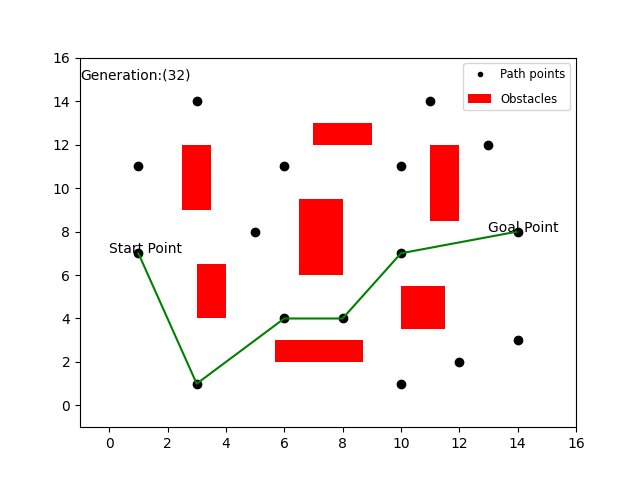 Generation:(32)
Path points
Obstacles
Start Point
Goal Point
16
14
12
10
8
6
4
2
0
0 2 4 6 8 10 12 14 16